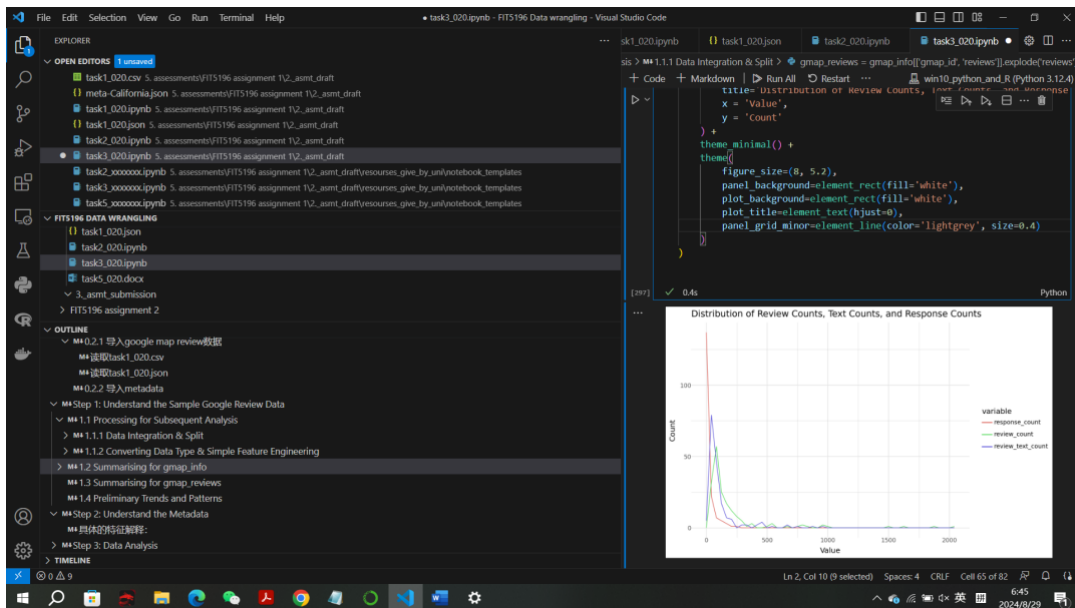 File Edit Selection View Go Run Terminal Help
• task3_020.ipynb - FIT5196 Data wrangling - Visual Studio Code
EXPLORER
OPEN EDITORS 1 unsaved
task1_020.csv 5. assessments\FIT5196 assignment 1\2._asmt_draft
{} meta-California.json 5. assessments\FIT5196 assignment 1\2._asmt_draft
task1_020.ipynb 5. assessments\FIT5196 assignment 1\2._asmt_draft
{} task1_020.json 5. assessments\FIT5196 assignment 1\2._asmt_draft
task2_020.ipynb 5. assessments\FIT5196 assignment 1\2._asmt_draft
task3_020.ipynb 5. assessments\FIT5196 assignment 1\2._asmt_draft
task2_xxxxxxx.ipynb 5. assessments\FIT5196 assignment 1\2._asmt_draft\resourses_give_by_uni\notebook_templates
task3_xxxxxxx.ipynb 5. assessments\FIT5196 assignment 1\2._asmt_draft\resourses_give_by_uni\notebook_templates
task5_xxxxxxx.ipynb 5. assessments\FIT5196 assignment 1\2._asmt_draft\resourses_give_by_uni\notebook_templates
FIT5196 DATA WRANGLING
{} task1_020.json
task2_020.ipynb
task3_020.ipynb
task5_020.docx
3._asmt_submission
FIT5196 assignment 2
OUTLINE
M↓0.2.1 导入google map review数据
M↓读取task1_020.csv
M↓读取task1_020.json
M↓0.2.2 导入metadata
M↓Step 1: Understand the Sample Google Review Data
M↓1.1 Processing for Subsequent Analysis
M↓1.1.1 Data Integration & Split
M↓1.1.2 Converting Data Type & Simple Feature Engineering
M↓1.2 Summarising for gmap_info
M↓1.3 Summarising for gmap_reviews
M↓1.4 Preliminary Trends and Patterns
M↓Step 2: Understand the Metadata
M↓具体的特征解释:
M↓Step 3: Data Analysis
TIMELINE
sk1_020.ipynb {} task1_020.json task2_020.ipynb task3_020.ipynb
sis > M↓1.1.1 Data Integration & Split > gmap_reviews = gmap_info[['gmap_id', 'reviews']].explode('reviews'
+ Code + Markdown Run All Restart ... win10_python_and_R (Python 3.12.4)
title='Distribution of Review Counts, Text Counts, and Response
x = 'Value',
y = 'Count'
) +
theme_minimal() +
theme(
figure_size=(8, 5.2),
panel_background=element_rect(fill='white'),
plot_background=element_rect(fill='white'),
plot_title=element_text(hjust=0),
panel_grid_minor=element_line(color='lightgrey', size=0.4)
)
)
[297] ✓ 0.4s Python
Distribution of Review Counts, Text Counts, and Response Counts
100
50
0
Count
0 500 1000 1500 2000
Value
variable
response_count
review_count
review_text_count
0 9
Ln 2, Col 10 (9 selected) Spaces: 4 CRLF Cell 65 of 82
英
6:45
2024/8/29